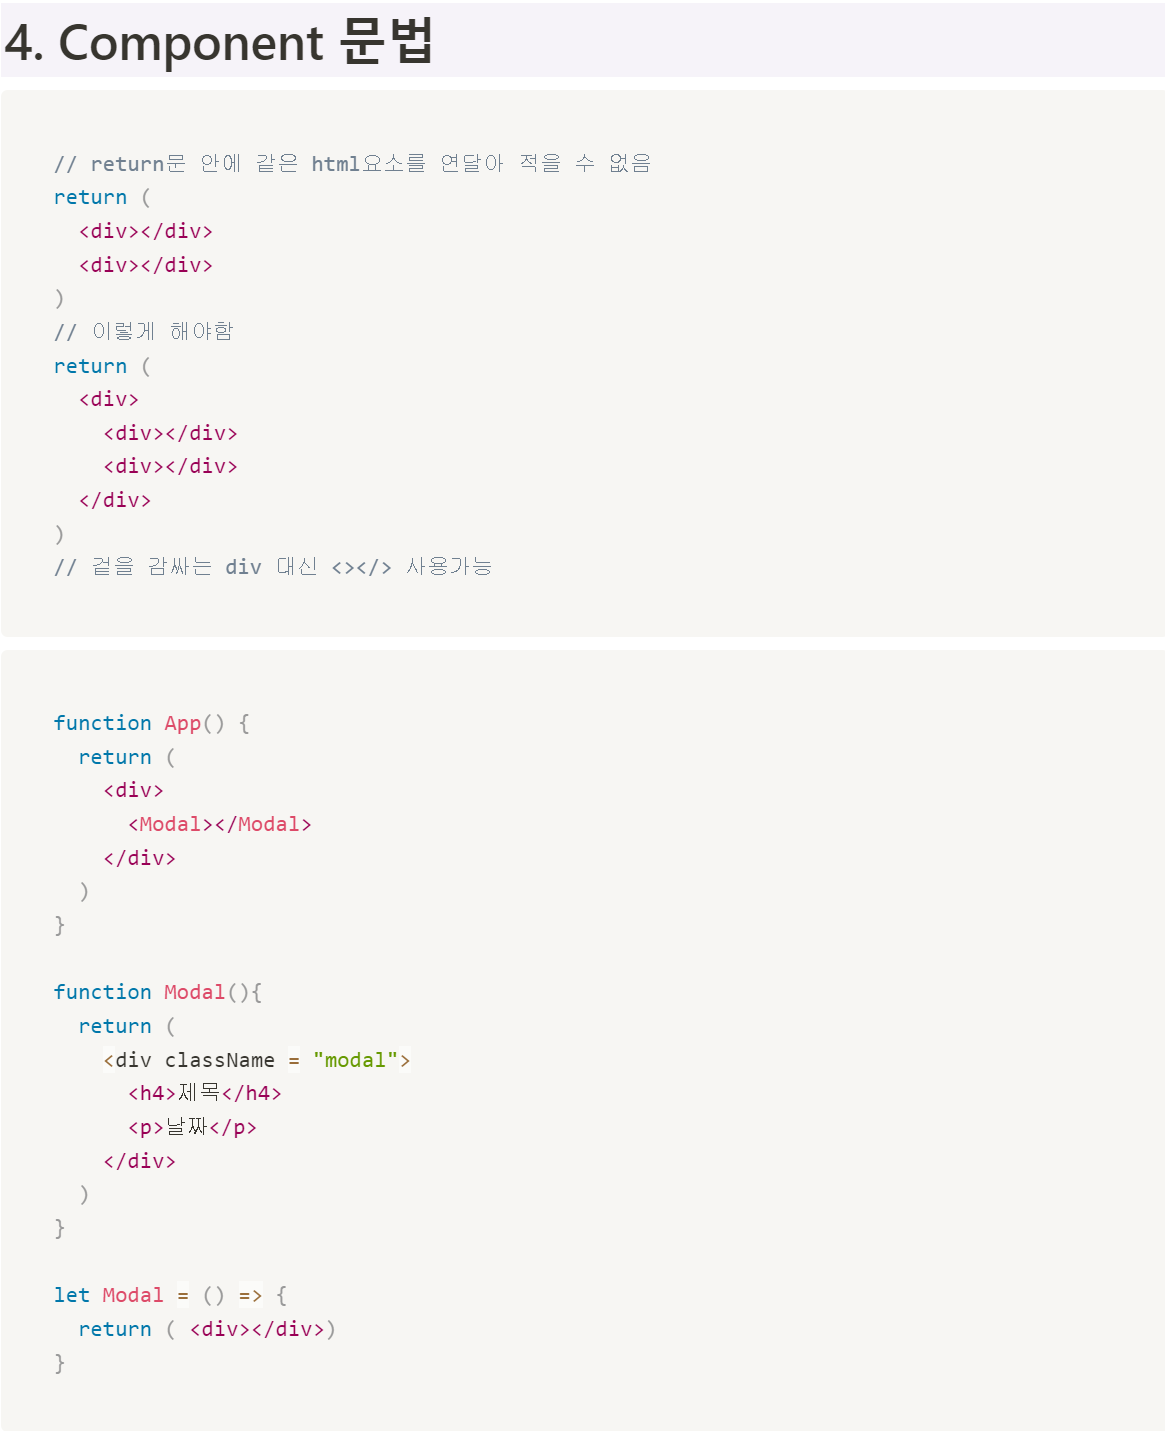 4. Component 문법
// return문 안에 같은 html요소를 연달아 적을 수 없음
return (
  <div></div>
  <div></div>
)
// 이렇게 해야함
return (
  <div>
    <div></div>
    <div></div>
  </div>
)
// 겉을 감싸는 div 대신 <></> 사용가능
function App() {
  return (
    <div>
      <Modal></Modal>
    </div>
  )
}
function Modal(){
  return (
    <div className = "modal">
      <h4>제목</h4>
      <p>날짜</p>
    </div>
  )
}
let Modal = () => {
  return ( <div></div>)
}